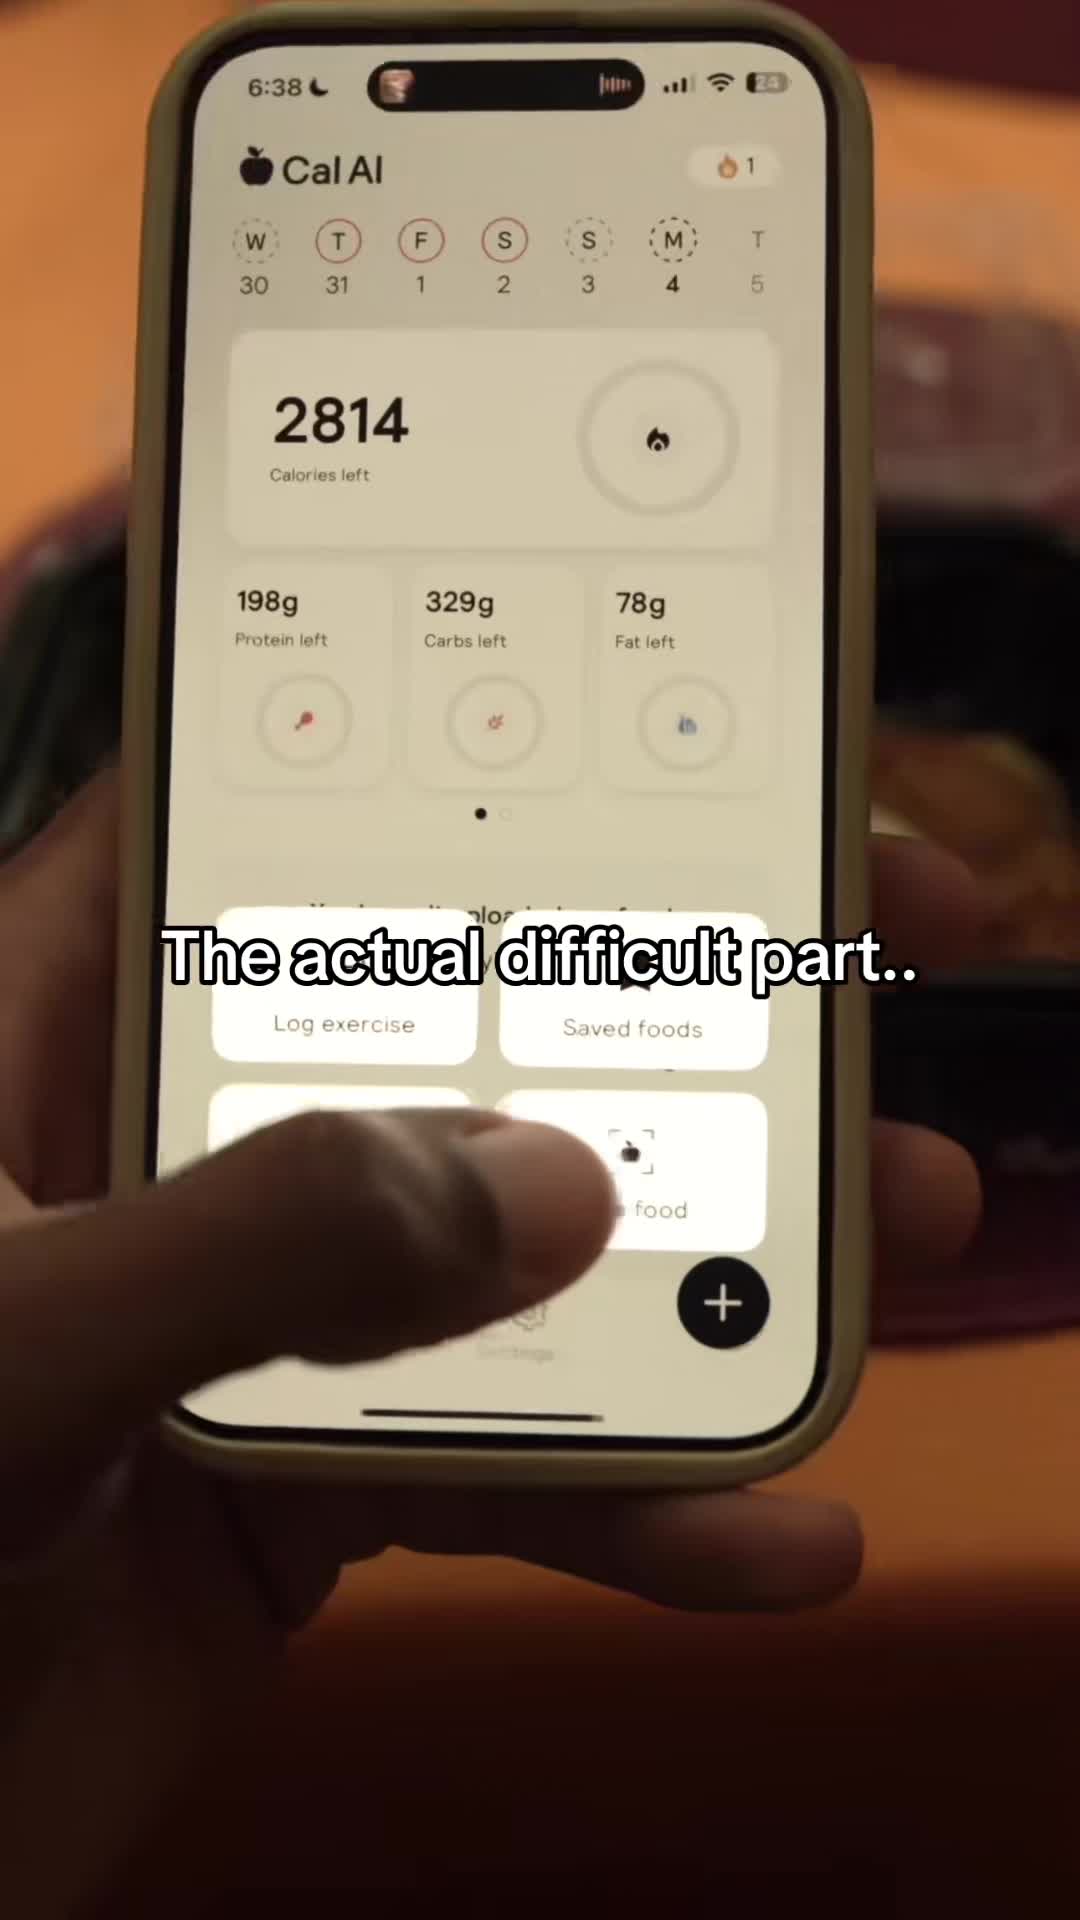 6:38
24
Cal AI
1
W T F S S M T
30 31 1 2 3 4 5
2814
Calories left
198g 329g 78g
Protein left Carbs left Fat left
The actual difficult part..
Log exercise Saved foods
food
Settings